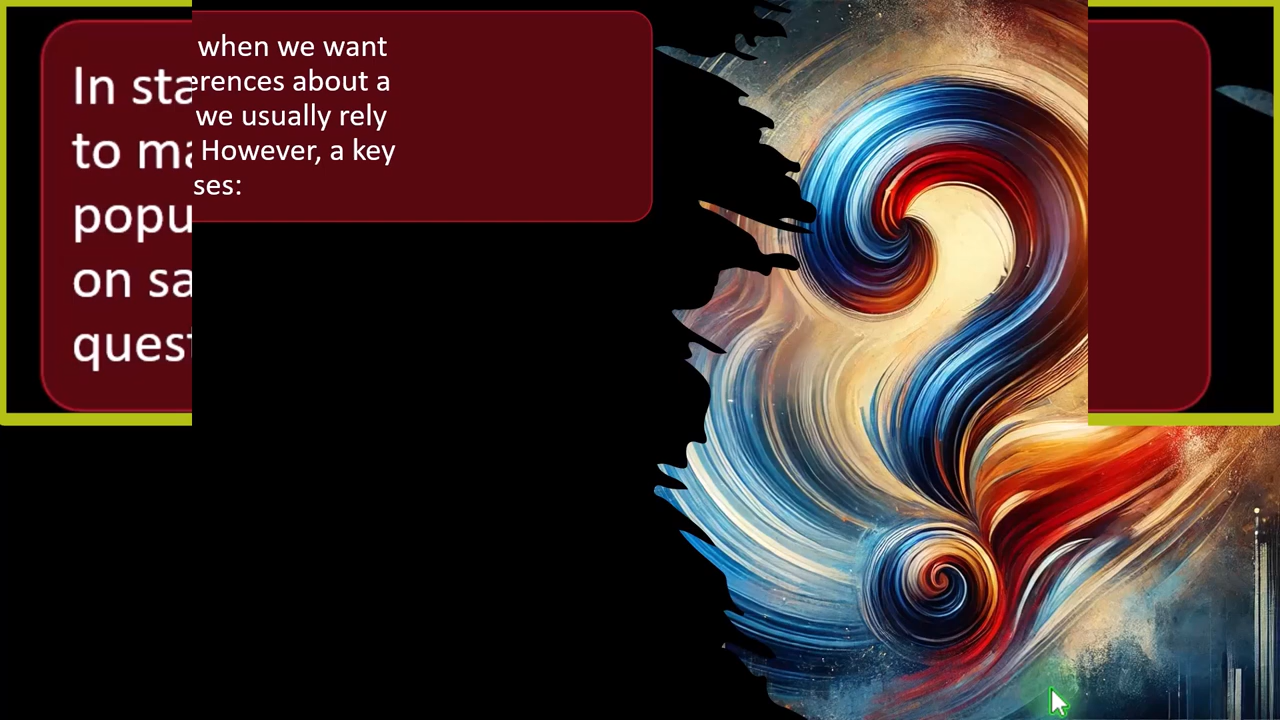 In sta
to ma
popu
on sa
quest
when we want
erences about a
we usually rely
However, a key
ses: